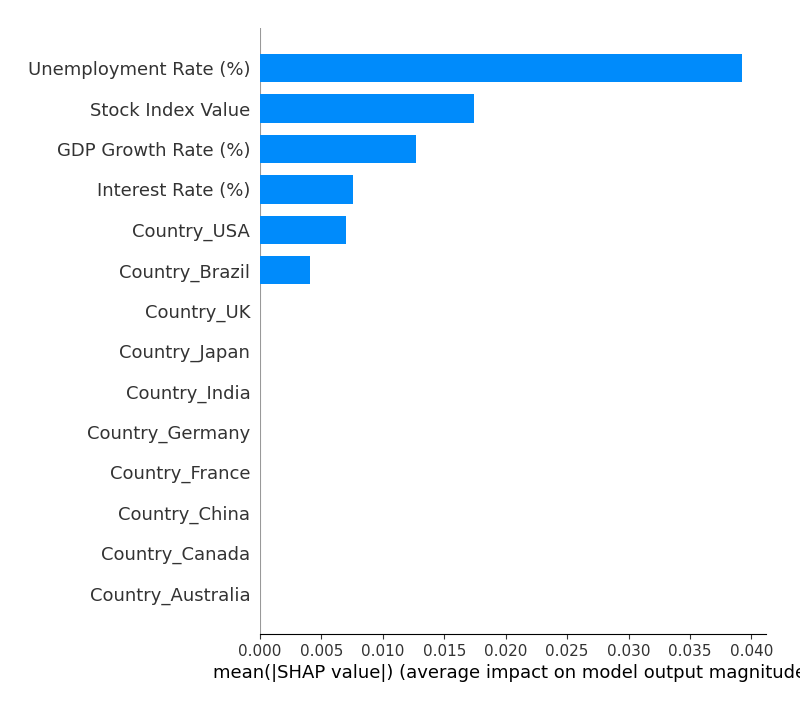 Unemployment Rate (%)
Stock Index Value
GDP Growth Rate (%)
Interest Rate (%)
Country_USA
Country_Brazil
Country_UK
Country_Japan
Country_India
Country_Germany
Country_France
Country_China
Country_Canada
Country_Australia
0.000 0.005 0.010 0.015 0.020 0.025 0.030 0.035 0.040
mean(|SHAP value|) (average impact on model output magnitude